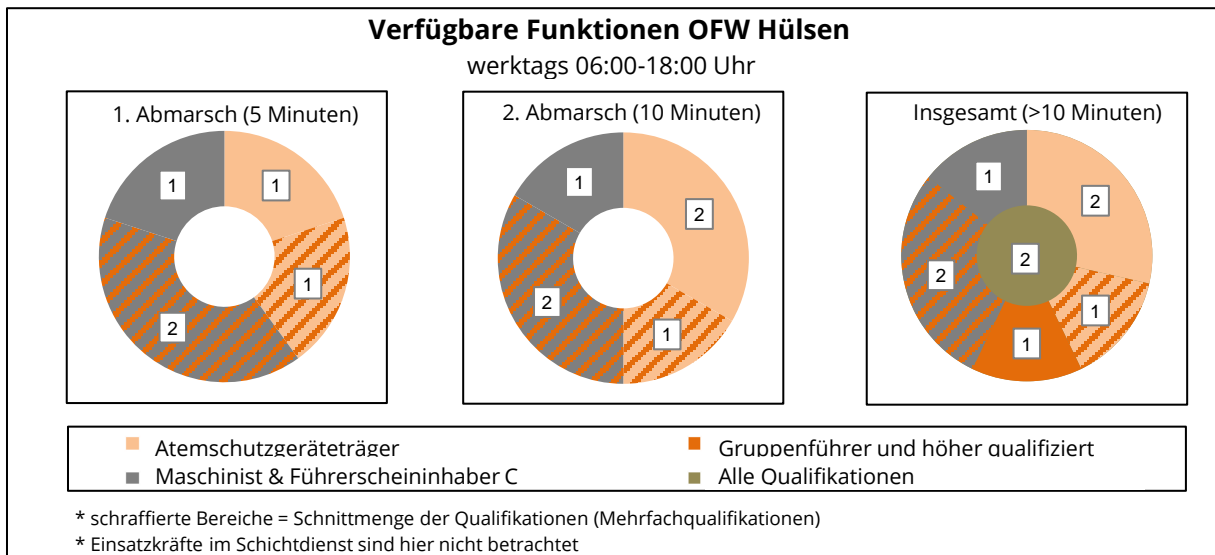 Verfügbare Funktionen OFW Hülsen
werktags 06:00-18:00 Uhr
1. Abmarsch (5 Minuten)
1
1
1
2
2. Abmarsch (10 Minuten)
1
2
2
1
Insgesamt (>10 Minuten)
1
2
2
2
1
1
Atemschutzgeräteträger
Gruppenführer und höher qualifiziert
Maschinist & Führerscheininhaber C
Alle Qualifikationen
* schraffierte Bereiche = Schnittmenge der Qualifikationen (Mehrfachqualifikationen)
* Einsatzkräfte im Schichtdienst sind hier nicht betrachtet